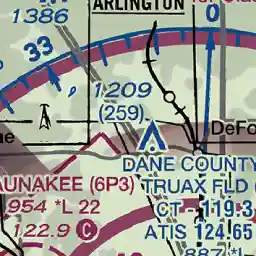 ARLINGTON
1386
0
33
1209
(259)
DeFo
DANE COUNTY
AUNAKEE (6P3)
TRUAX FLD (
954 *L 22
CT - 119.3
122.9 C
ATIS 124.65
887 *L